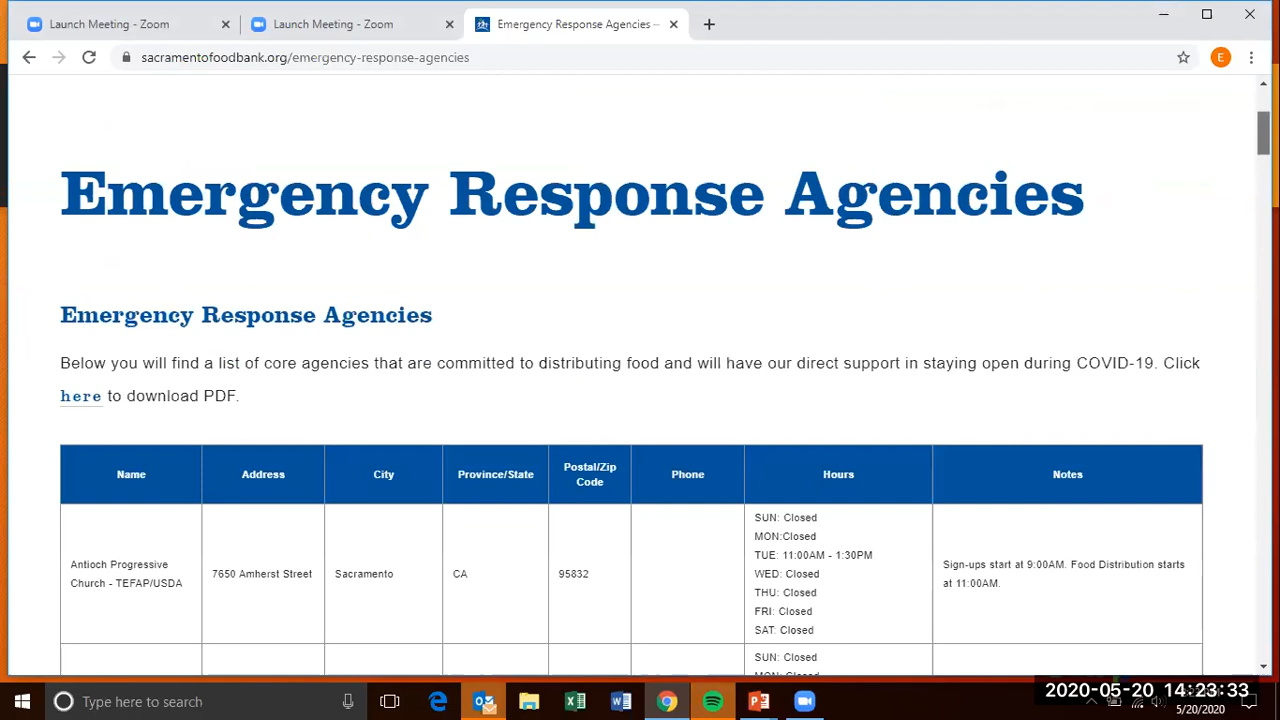 Launch Meeting - Zoom
Launch Meeting - Zoom
Emergency Response Agencies –
sacramentofoodbank.org/emergency-response-agencies
E
Emergency Response Agencies
Emergency Response Agencies
Below you will find a list of core agencies that are committed to distributing food and will have our direct support in staying open during COVID-19. Click
here to download PDF.
Name
Address
City
Province/State
Postal/Zip
Code
Phone
Hours
Notes
Antioch Progressive
Church - TEFAP/USDA
7650 Amherst Street
Sacramento
CA
95832
SUN: Closed
MON:Closed
TUE: 11:00AM - 1:30PM
WED: Closed
THU: Closed
FRI: Closed
SAT: Closed
Sign-ups start at 9:00AM. Food Distribution starts
at 11:00AM.
SUN: Closed
Type here to search
2020-05-20 14:23:33
5/20/2020